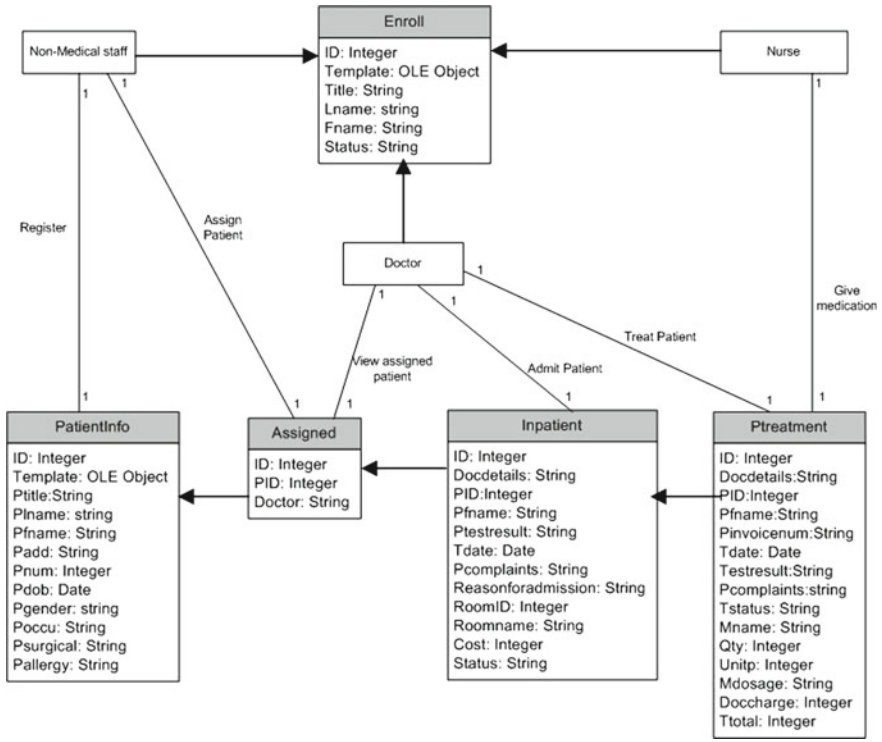 Enroll
ID: Integer
Template: OLE Object
Title: String
Lname: string
Fname: String
Status: String
Non-Medical staff
1
1
Nurse
1
Register
Assign
Patient
Doctor
1
1
1
Give
medication
Treat Patient
View assigned
patient
Admit Patient
1
1
1
1
1
1
PatientInfo
ID: Integer
Template: OLE Object
Ptitle:String
Plname: string
Pfname: String
Padd: String
Pnum: Integer
Pdob: Date
Pgender: string
Poccu: String
Psurgical: String
Pallergy: String
Assigned
ID: Integer
PID: Integer
Doctor: String
Inpatient
ID: Integer
Docdetails: String
PID:Integer
Pfname: String
Ptestresult: String
Tdate: Date
Pcomplaints: String
Reasonforadmission: String
RoomID: Integer
Roomname: String
Cost: Integer
Status: String
Ptreatment
ID: Integer
Docdetails:String
PID:Integer
Pfname:String
Pinvoicenum:String
Tdate: Date
Testresult:String
Pcomplaints:string
Tstatus: String
Mname: String
Qty: Integer
Unitp: Integer
Mdosage: String
Doccharge: Integer
Ttotal: Integer